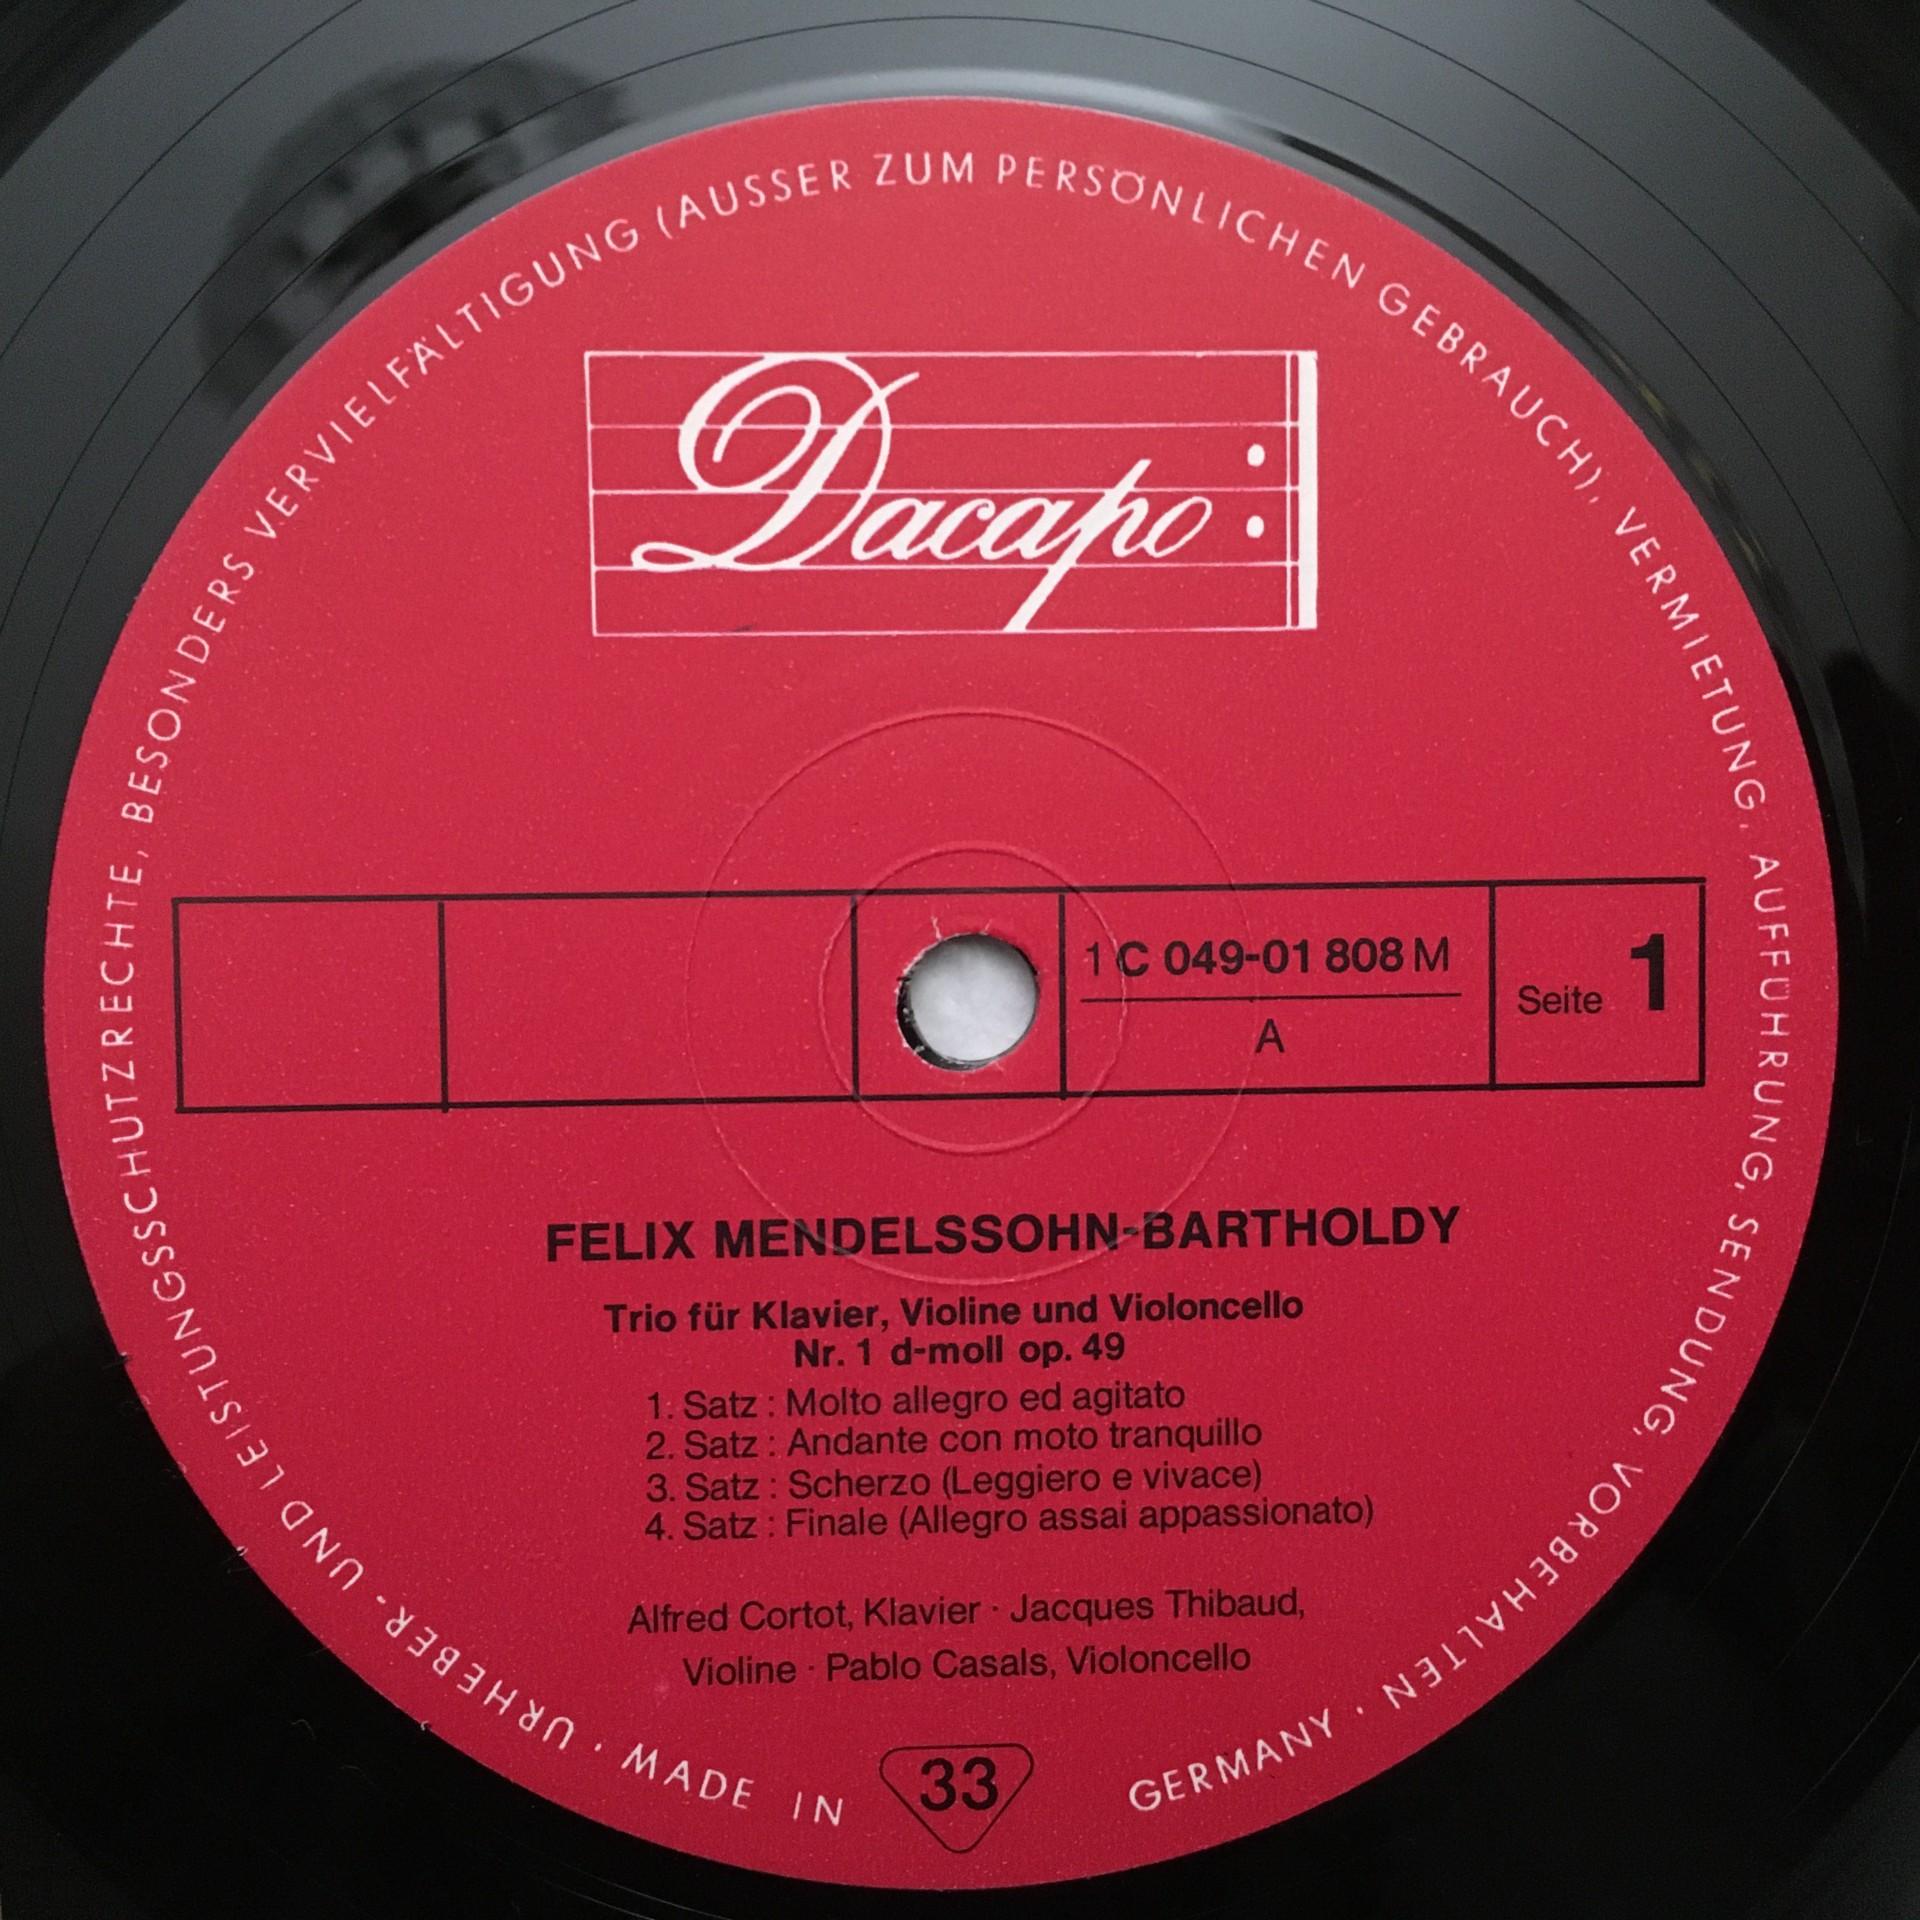 Dacapo
1 C 049-01 808 M
A
Seite 1
FELIX MENDELSSOHN-BARTHOLDY
Trio für Klavier, Violine und Violoncello
Nr. 1 d-moll op. 49
1. Satz : Molto allegro ed agitato
2. Satz : Andante con moto tranquillo
3. Satz : Scherzo (Leggiero e vivace)
4. Satz : Finale (Allegro assai appassionato)
Alfred Cortot, Klavier · Jacques Thibaud,
Violine · Pablo Casals, Violoncello
33
URHEBER- UND LEISTUNGSSCHUTZRECHTE, BESONDERS VERVIELFÄLTIGUNG (AUSSER ZUM PERSÖNLICHEN GEBRAUCH), VERMIETUNG, AUFFÜHRUNG, SENDUNG, VORBEHALTEN ·
MADE IN GERMANY ·